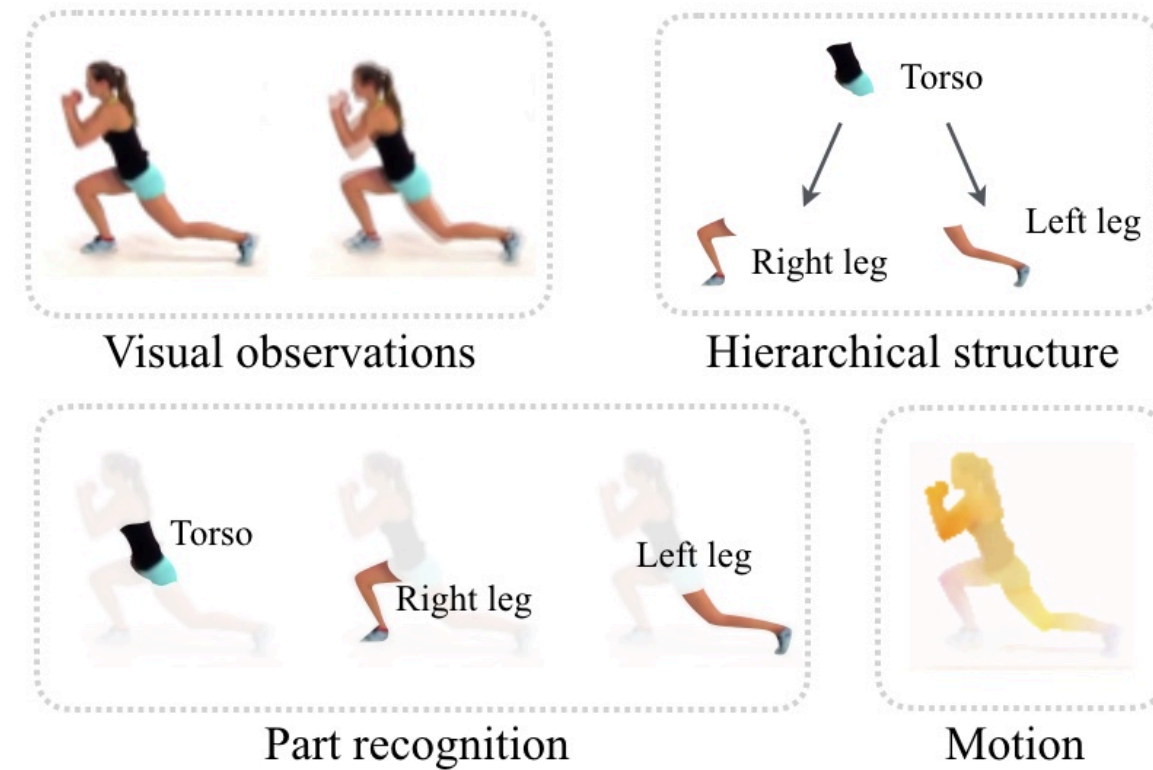 Torso
Right leg
Left leg
Visual observations
Hierarchical structure
Torso
Right leg
Left leg
Part recognition
Motion